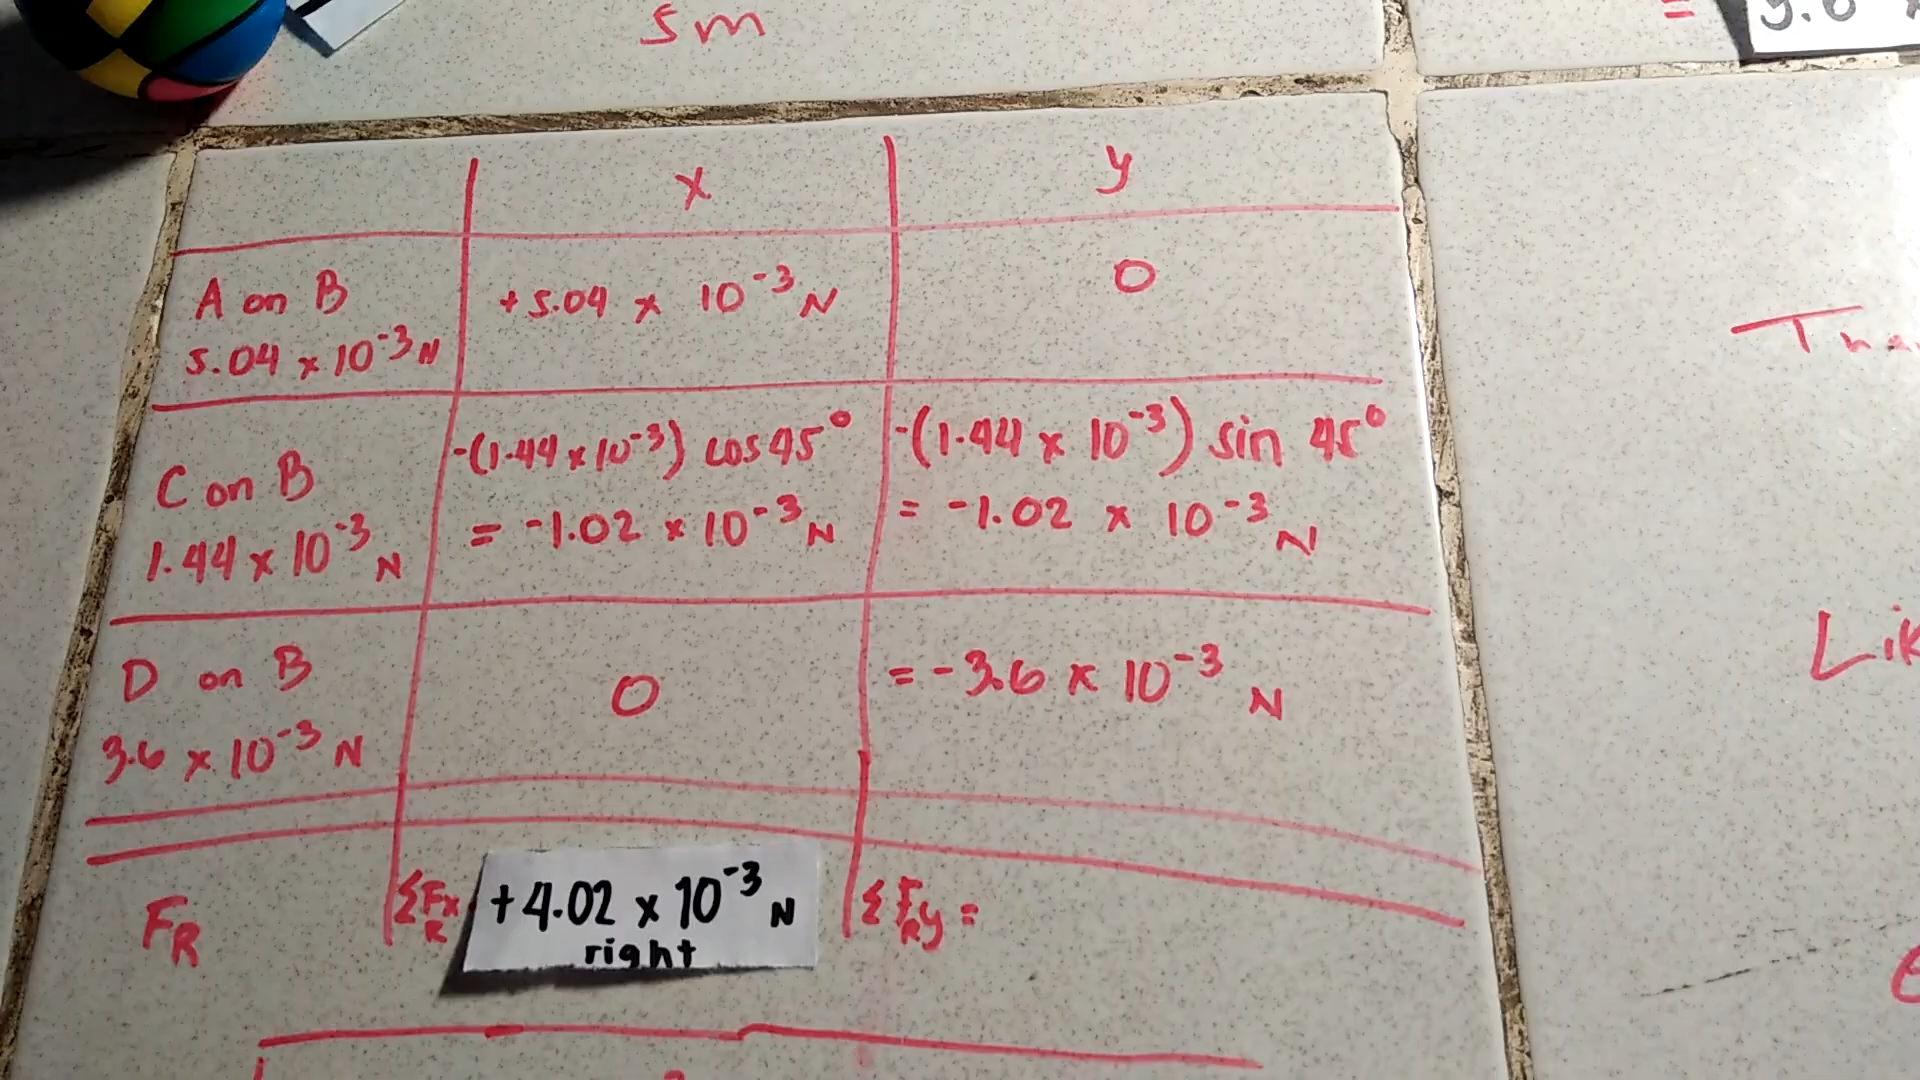 5m
x
y
A on B
5.04 x 10⁻³ N
+5.04 x 10⁻³ N
0
C on B
1.44 x 10⁻³ N
-(1.44 x 10⁻³) cos 45°
= -1.02 x 10⁻³ N
-(1.44 x 10⁻³) sin 45°
= -1.02 x 10⁻³ N
D on B
3.6 x 10⁻³ N
0
= -3.6 x 10⁻³ N
FR
ΣFRx
+4.02 x 10⁻³ N
right
ΣFRy =